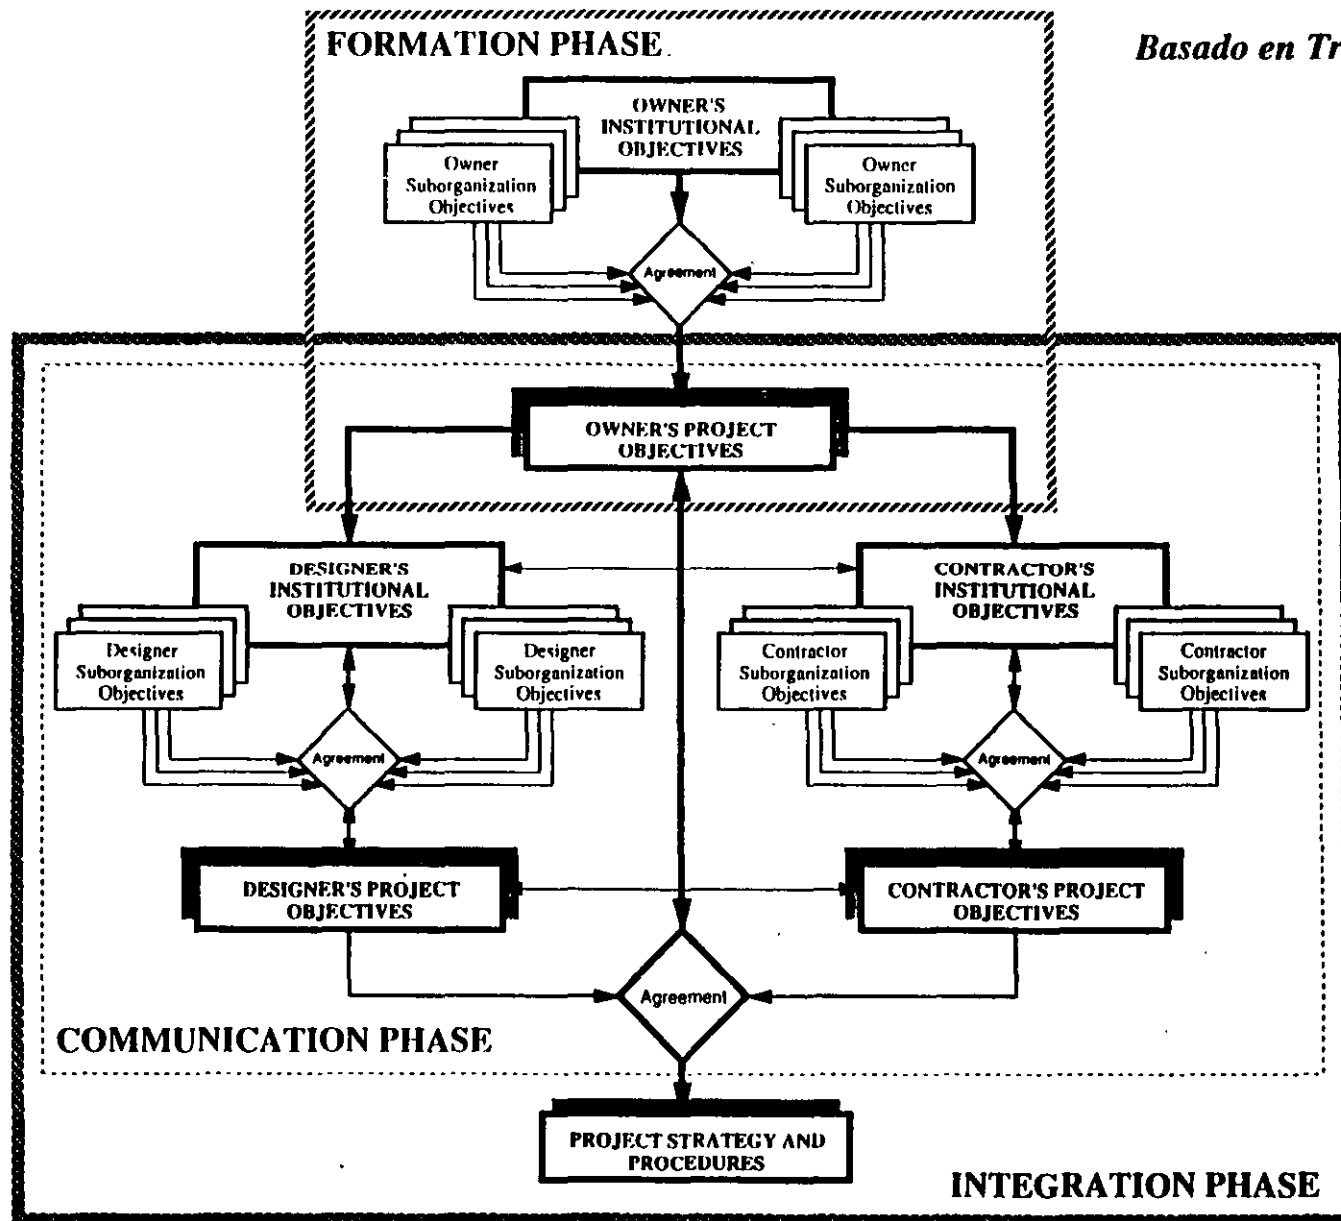 FORMATION PHASE
Basado en Tr
OWNER'S
INSTITUTIONAL
OBJECTIVES
Owner
Suborganization
Objectives
Owner
Suborganization
Objectives
Agreement
OWNER'S PROJECT
OBJECTIVES
DESIGNER'S
INSTITUTIONAL
OBJECTIVES
CONTRACTOR'S
INSTITUTIONAL
OBJECTIVES
Designer
Suborganization
Objectives
Designer
Suborganization
Objectives
Contractor
Suborganization
Objectives
Contractor
Suborganization
Objectives
Agreement
Agreement
DESIGNER'S PROJECT
OBJECTIVES
CONTRACTOR'S PROJECT
OBJECTIVES
Agreement
COMMUNICATION PHASE
PROJECT STRATEGY AND
PROCEDURES
INTEGRATION PHASE